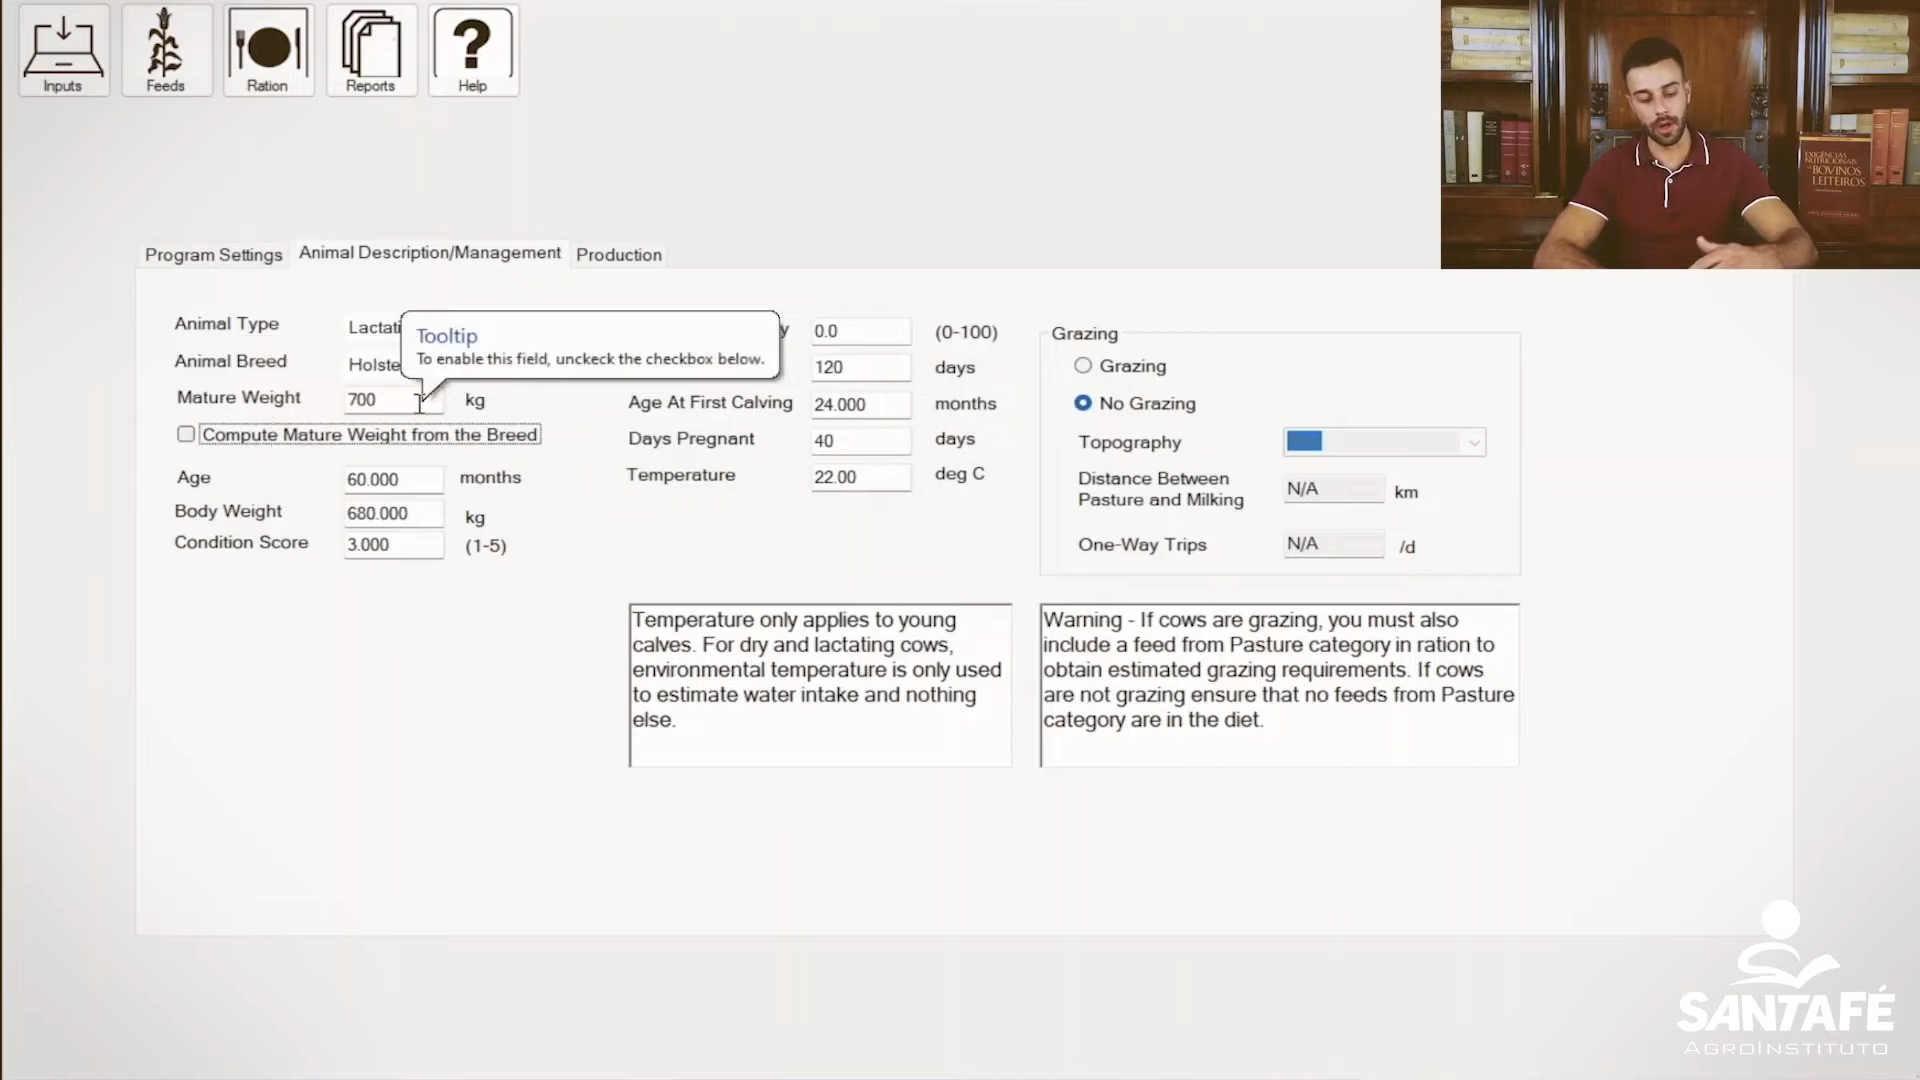 Inputs
Feeds
Ration
Reports
Help
EXIGÊNCIAS
NUTRICIONAIS
DE BOVINOS
LEITEIROS
Program Settings
Animal Description/Management
Production
Animal Type
Lactati
Animal Breed
Holste
Mature Weight
700
kg
Compute Mature Weight from the Breed
Age
60.000
months
Body Weight
680.000
kg
Condition Score
3.000
(1-5)
Tooltip
To enable this field, unckeck the checkbox below.
y
0.0
(0-100)
120
days
Age At First Calving
24.000
months
Days Pregnant
40
days
Temperature
22.00
deg C
Grazing
Grazing
No Grazing
Topography
Distance Between
Pasture and Milking
N/A
km
One-Way Trips
N/A
/d
Temperature only applies to young
calves. For dry and lactating cows,
environmental temperature is only used
to estimate water intake and nothing
else.
Warning - If cows are grazing, you must also
include a feed from Pasture category in ration to
obtain estimated grazing requirements. If cows
are not grazing ensure that no feeds from Pasture
category are in the diet.
SANTAFÉ
AGROINSTITUTO